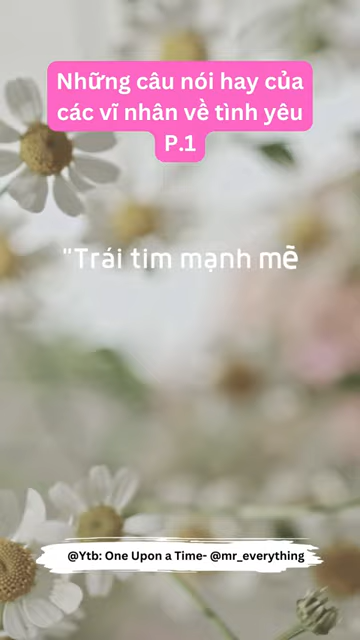 Những câu nói hay của
các vĩ nhân về tình yêu
P.1
"Trái tim mạnh mẽ
@Ytb: One Upon a Time- @mr_everything